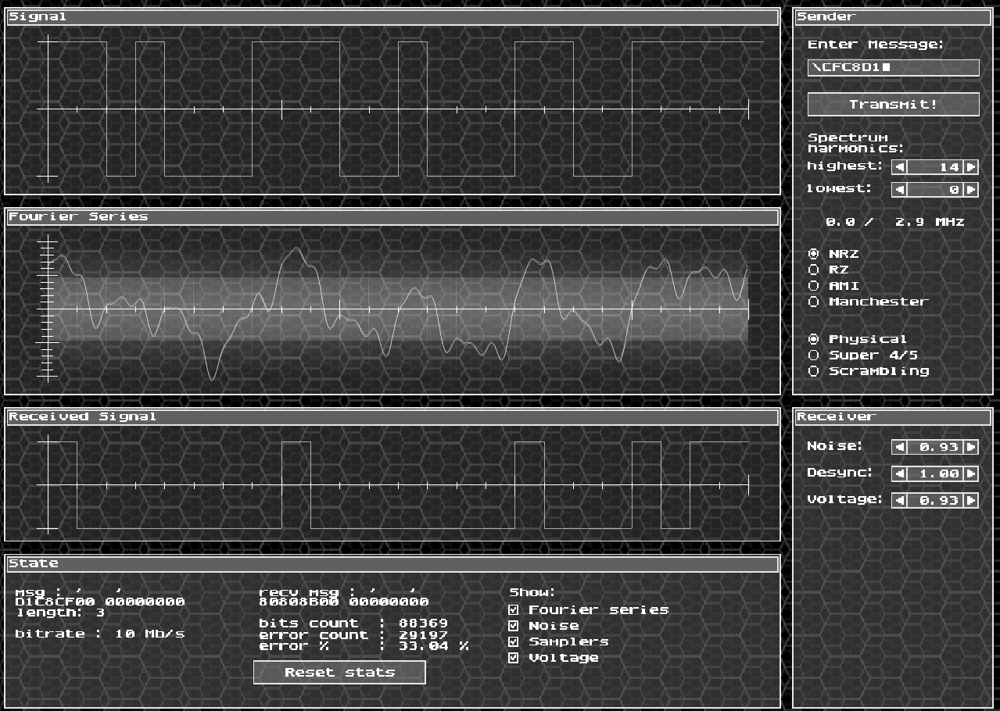 Signal
Fourier Series
Received Signal
State
msg : ' '
D1C8CF00 00000000
length: 3
bitrate : 10 Mb/s
recv msg : ' '
80808B00 00000000
bits count : 88369
error count : 29197
error % : 33.04 %
Reset stats
Show:
Fourier series
Noise
Samplers
Voltage
Sender
Enter Message:
\CFC8D1
Transmit!
Spectrum
harmonics:
highest: 14
lowest: 0
0.0 / 2.9 MHz
NRZ
RZ
AMI
Manchester
Physical
Super 4/5
Scrambling
Receiver
Noise: 0.93
Desync: 1.00
Voltage: 0.93